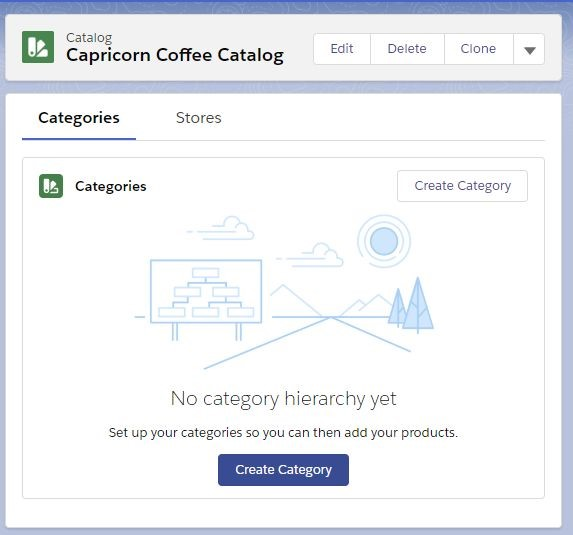 Catalog
Capricorn Coffee Catalog
Edit
Delete
Clone
Categories
Stores
Categories
Create Category
No category hierarchy yet
Set up your categories so you can then add your products.
Create Category